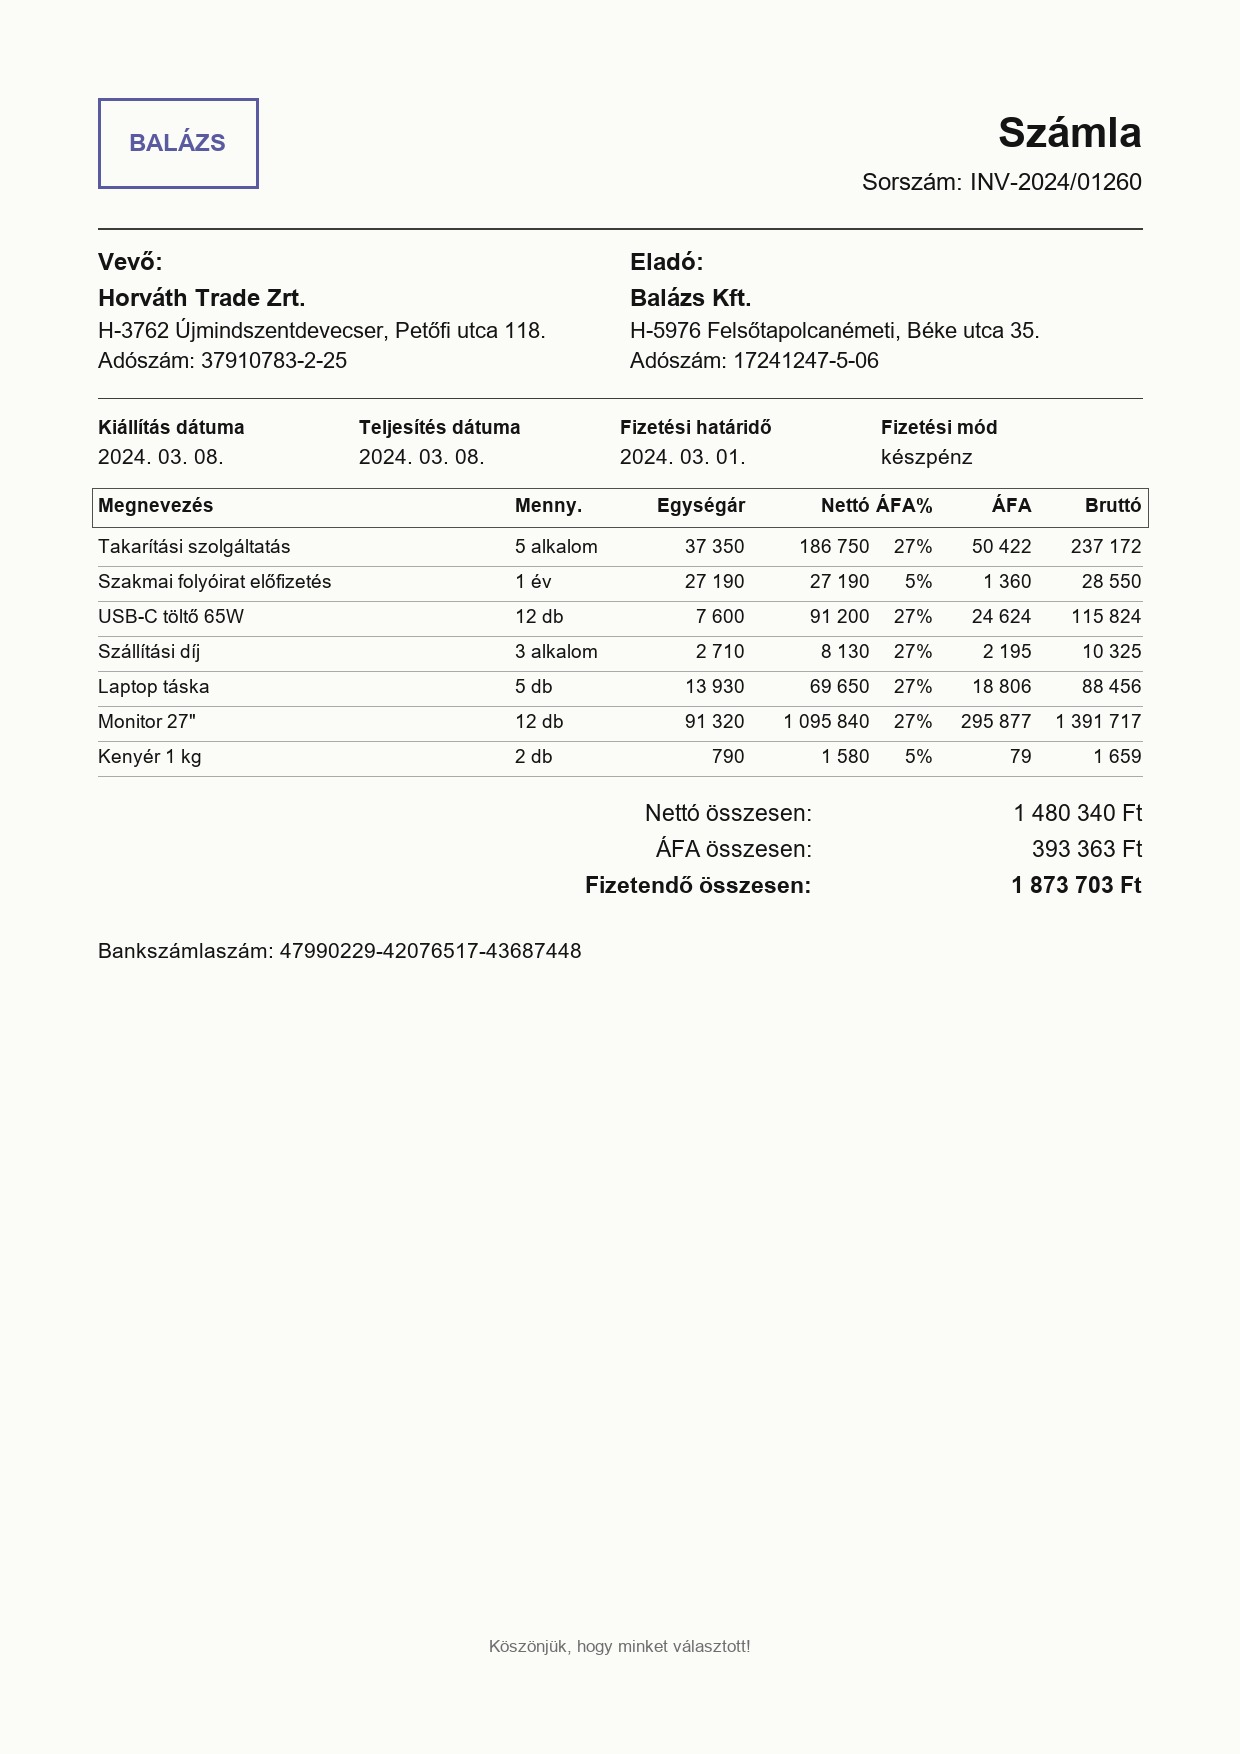 BALÁZS
Számla
Sorszám: INV-2024/01260
Vevő:
Horváth Trade Zrt.
H-3762 Újmindszentdevecser, Petőfi utca 118.
Adószám: 37910783-2-25
Eladó:
Balázs Kft.
H-5976 Felsőtapolcanémeti, Béke utca 35.
Adószám: 17241247-5-06
Kiállítás dátuma Teljesítés dátuma Fizetési határidő Fizetési mód
2024. 03. 08. 2024. 03. 08. 2024. 03. 01. készpénz
Megnevezés Menny. Egységár Nettó ÁFA% ÁFA Bruttó
Takarítási szolgáltatás 5 alkalom 37 350 186 750 27% 50 422 237 172
Szakmai folyóirat előfizetés 1 év 27 190 27 190 5% 1 360 28 550
USB-C töltő 65W 12 db 7 600 91 200 27% 24 624 115 824
Szállítási díj 3 alkalom 2 710 8 130 27% 2 195 10 325
Laptop táska 5 db 13 930 69 650 27% 18 806 88 456
Monitor 27" 12 db 91 320 1 095 840 27% 295 877 1 391 717
Kenyér 1 kg 2 db 790 1 580 5% 79 1 659
Nettó összesen: 1 480 340 Ft
ÁFA összesen: 393 363 Ft
Fizetendő összesen: 1 873 703 Ft
Bankszámlaszám: 47990229-42076517-43687448
Köszönjük, hogy minket választott!